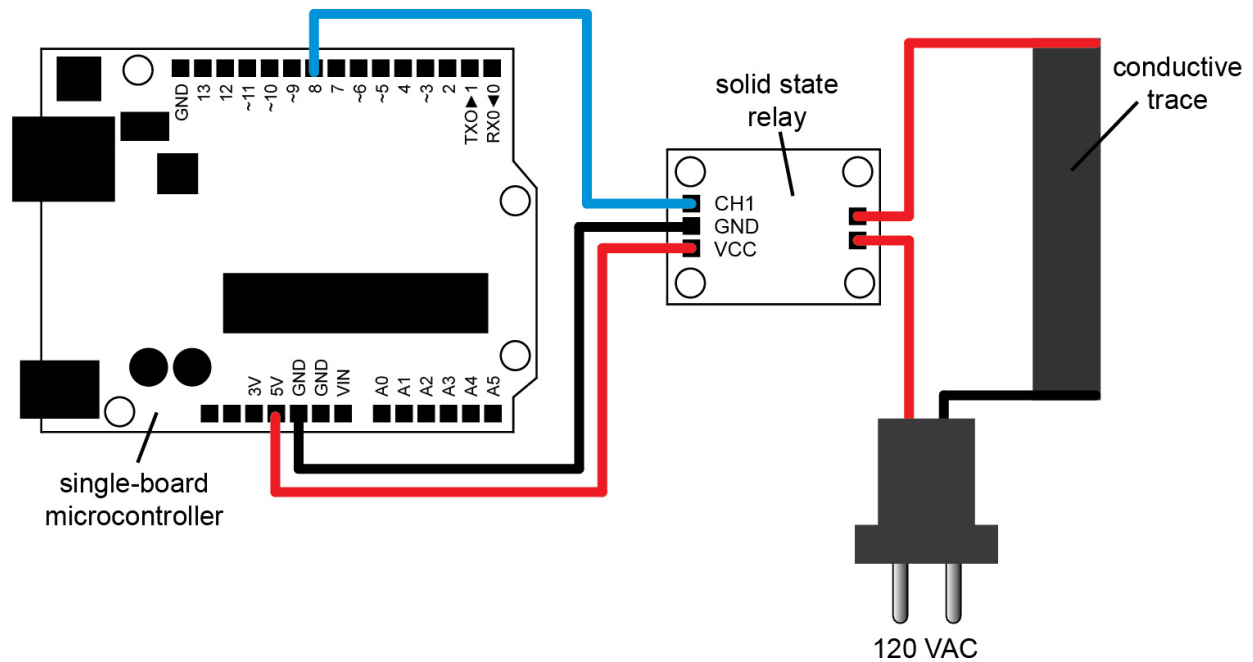 GND
13
12
~11
~10
~9
8
7
~6
~5
4
~3
2
TXO▶1
RX0◀0
solid state
relay
conductive
trace
CH1
GND
VCC
3V
5V
GND
GND
VIN
A0
A1
A2
A3
A4
A5
single-board
microcontroller
120 VAC